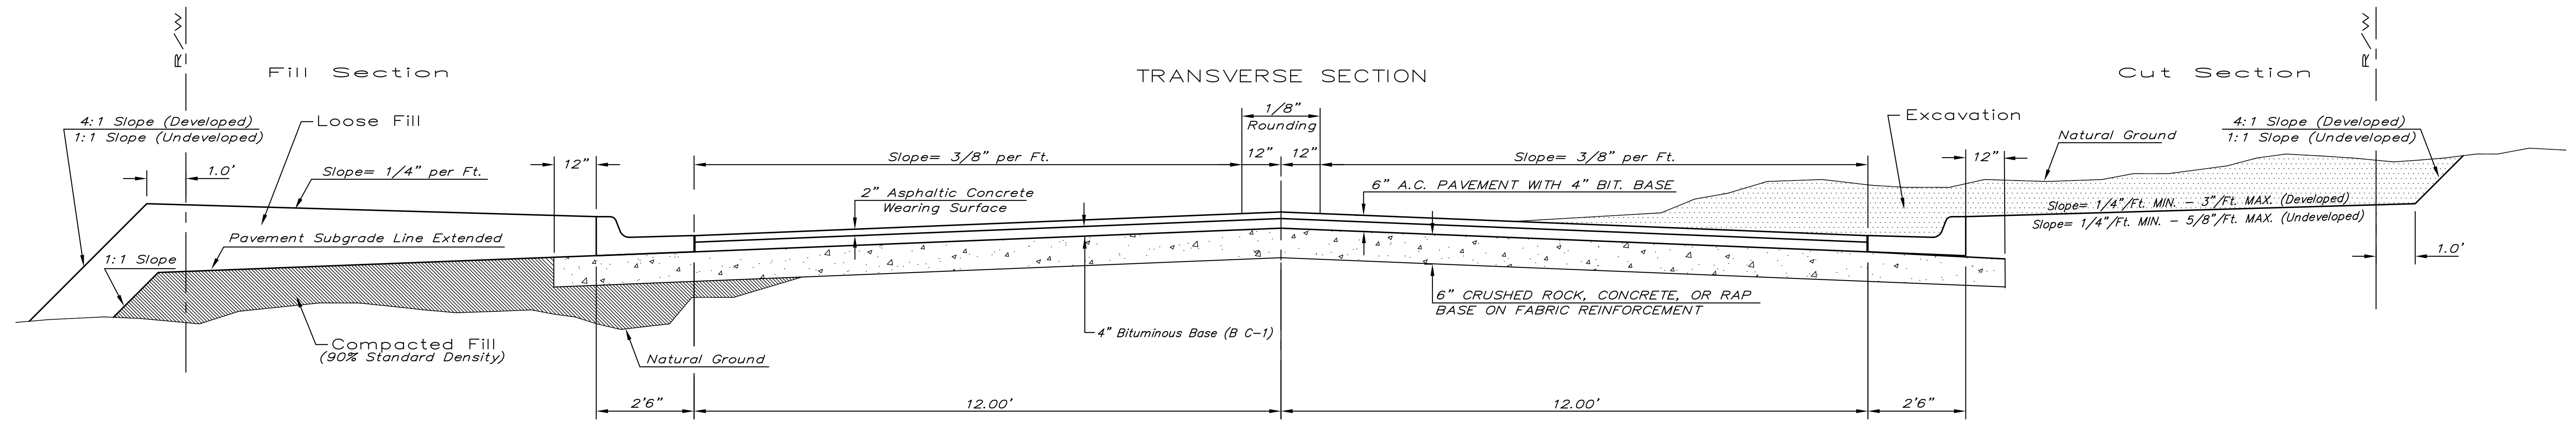 R/W
Fill Section
TRANSVERSE SECTION
Cut Section
R/W
4:1 Slope (Developed)
1:1 Slope (Undeveloped)
Loose Fill
1/8"
Rounding
Excavation
Natural Ground
4:1 Slope (Developed)
1:1 Slope (Undeveloped)
1.0'
Slope= 1/4" per Ft.
12"
Slope= 3/8" per Ft.
12"
12"
Slope= 3/8" per Ft.
12"
2" Asphaltic Concrete
Wearing Surface
6" A.C. PAVEMENT WITH 4" BIT. BASE
Slope= 1/4"/Ft. MIN. - 3"/Ft. MAX. (Developed)
Slope= 1/4"/Ft. MIN. - 5/8"/Ft. MAX. (Undeveloped)
Pavement Subgrade Line Extended
1:1 Slope
1.0'
6" CRUSHED ROCK, CONCRETE, OR RAP
BASE ON FABRIC REINFORCEMENT
4" Bituminous Base (B C-1)
Compacted Fill
(90% Standard Density)
Natural Ground
2'6"
12.00'
12.00'
2'6"